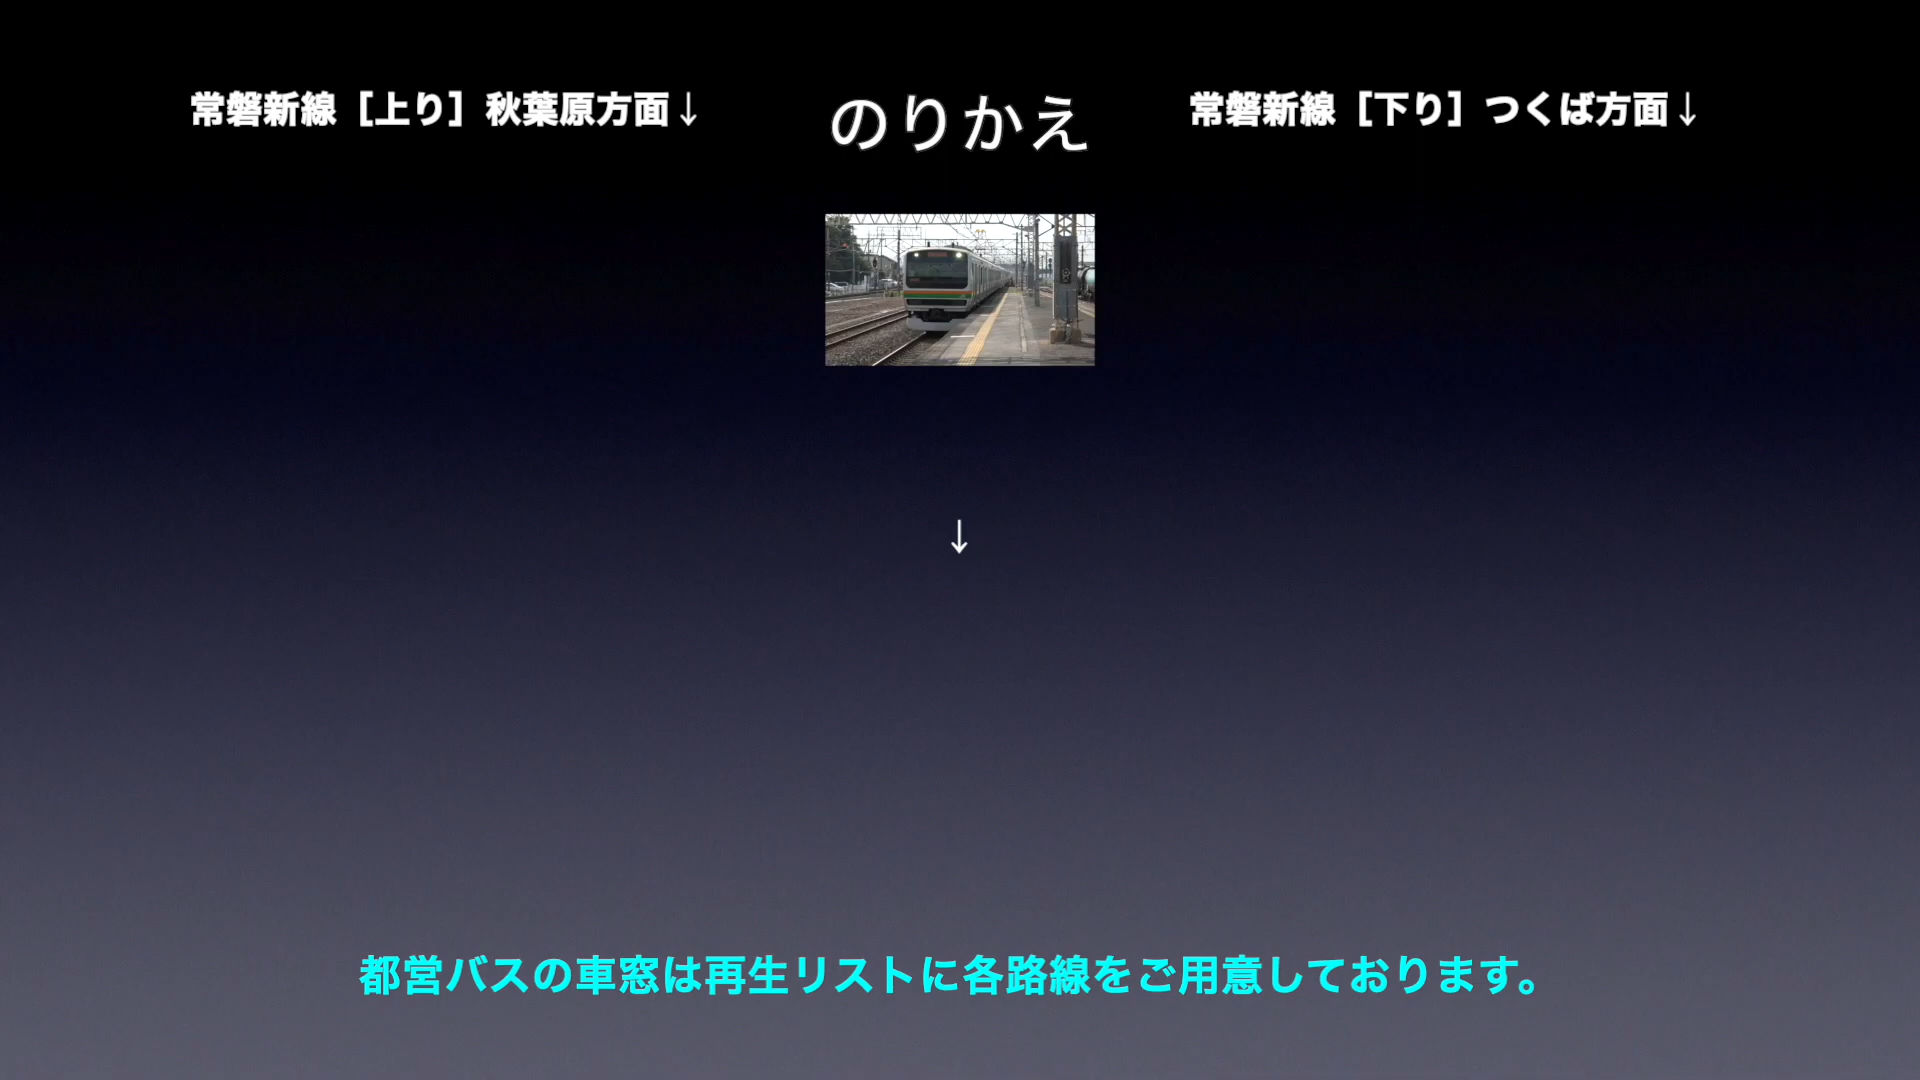 常磐新線［上り］秋葉原方面↓
のりかえ
常磐新線［下り］つくば方面↓
↓
都営バスの車窓は再生リストに各路線をご用意しております。